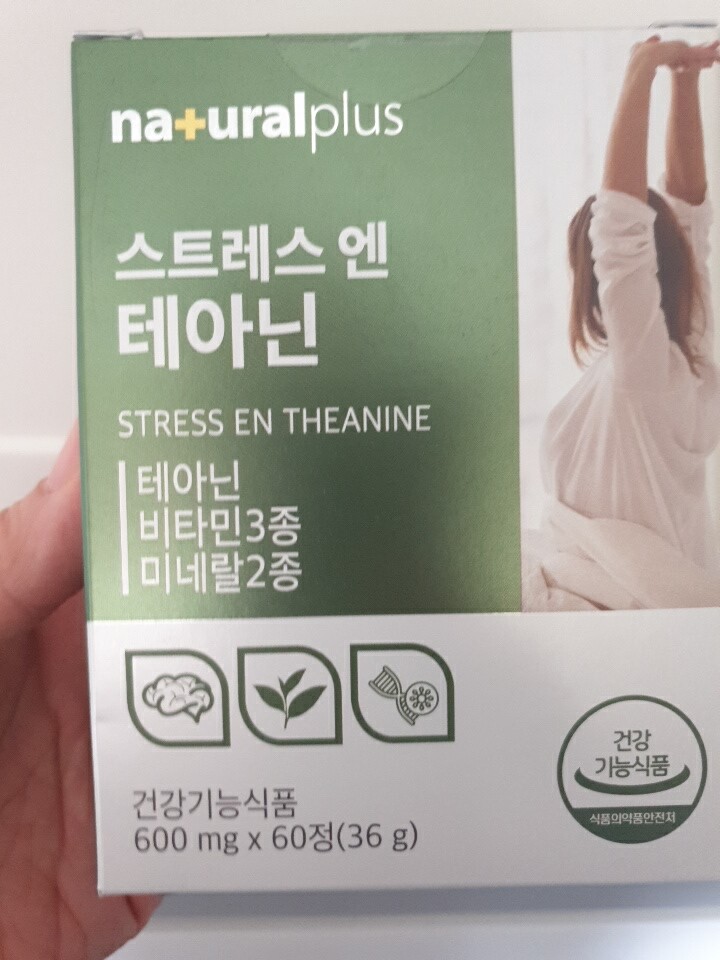 naturalplus
스트레스 엔
테아닌
STRESS EN THEANINE
테아닌
비타민3종
미네랄2종
건강기능식품
600 mg x 60정(36 g)
건강
기능식품
식품의약품안전처